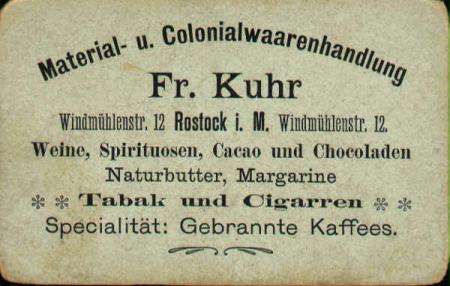 Material- u. Colonialwaarenhandlung
Fr. Kuhr
Windmühlenstr. 12 Rostock i. M. Windmühlenstr. 12.
Weine, Spirituosen, Cacao und Chocoladen
Naturbutter, Margarine
Tabak und Cigarren
Specialität: Gebrannte Kaffees.